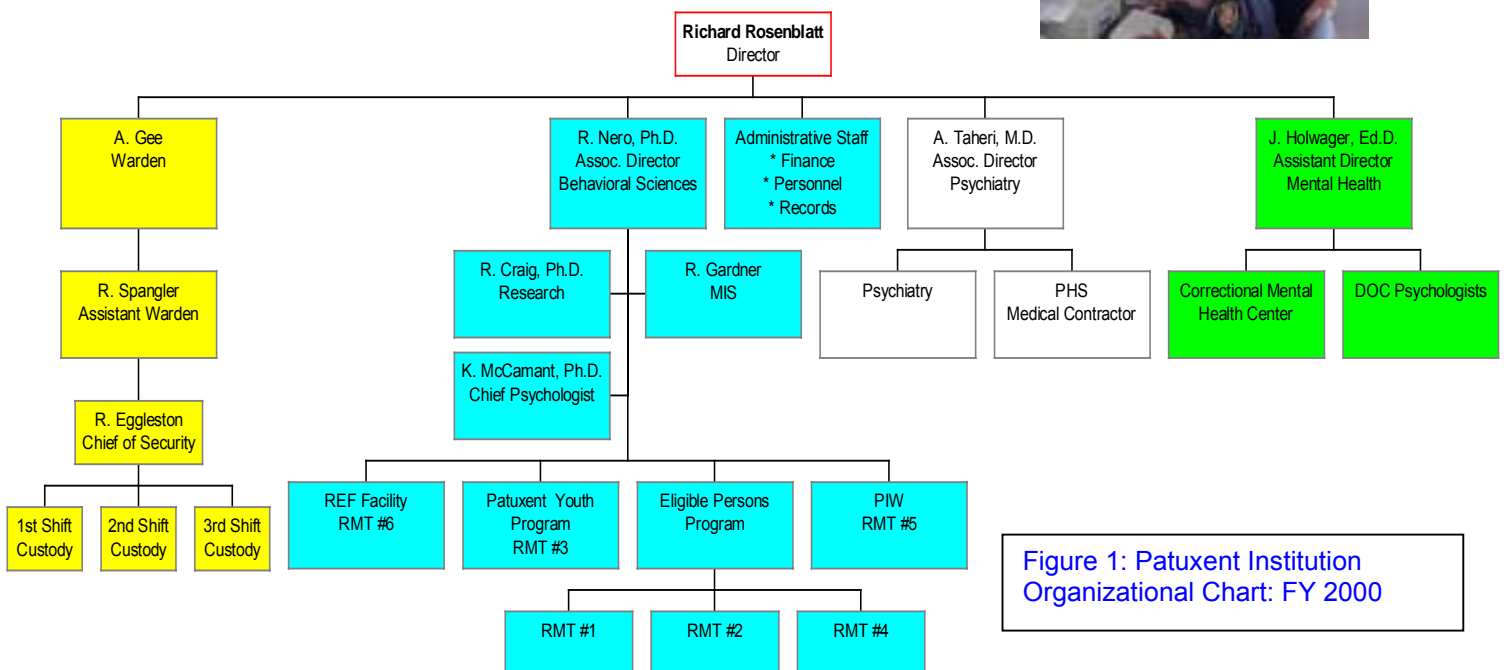 Richard Rosenblatt
Director
A. Gee
Warden
R. Nero, Ph.D.
Assoc. Director
Behavioral Sciences
Administrative Staff
* Finance
* Personnel
* Records
A. Taheri, M.D.
Assoc. Director
Psychiatry
J. Holwager, Ed.D.
Assistant Director
Mental Health
R. Spangler
Assistant Warden
R. Craig, Ph.D.
Research
R. Gardner
MIS
Psychiatry
PHS
Medical Contractor
Correctional Mental
Health Center
DOC Psychologists
K. McCamant, Ph.D.
Chief Psychologist
R. Eggleston
Chief of Security
1st Shift
Custody
2nd Shift
Custody
3rd Shift
Custody
REF Facility
RMT #6
Patuxent Youth
Program
RMT #3
Eligible Persons
Program
PIW
RMT #5
RMT #1
RMT #2
RMT #4
Figure 1: Patuxent Institution
Organizational Chart: FY 2000